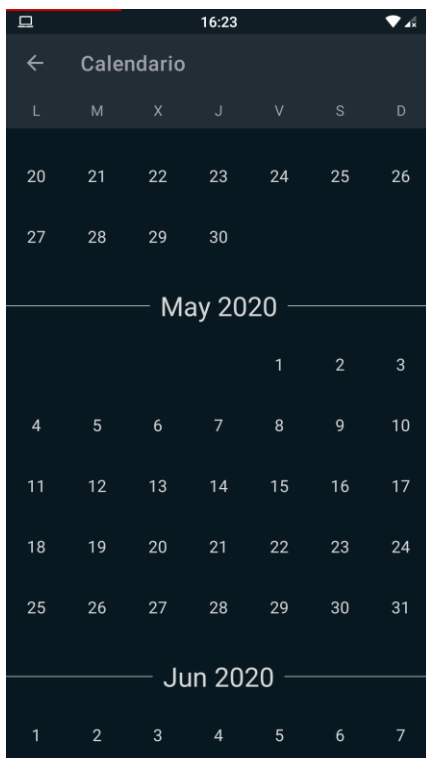 16:23
Calendario
L M X J V S D
20 21 22 23 24 25 26
27 28 29 30
May 2020
1 2 3
4 5 6 7 8 9 10
11 12 13 14 15 16 17
18 19 20 21 22 23 24
25 26 27 28 29 30 31
Jun 2020
1 2 3 4 5 6 7